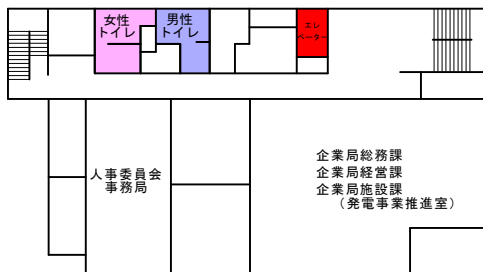 女性
トイレ
男性
トイレ
エレ
ベーター
人事委員会
事務局
企業局総務課
企業局経営課
企業局施設課
（発電事業推進室）